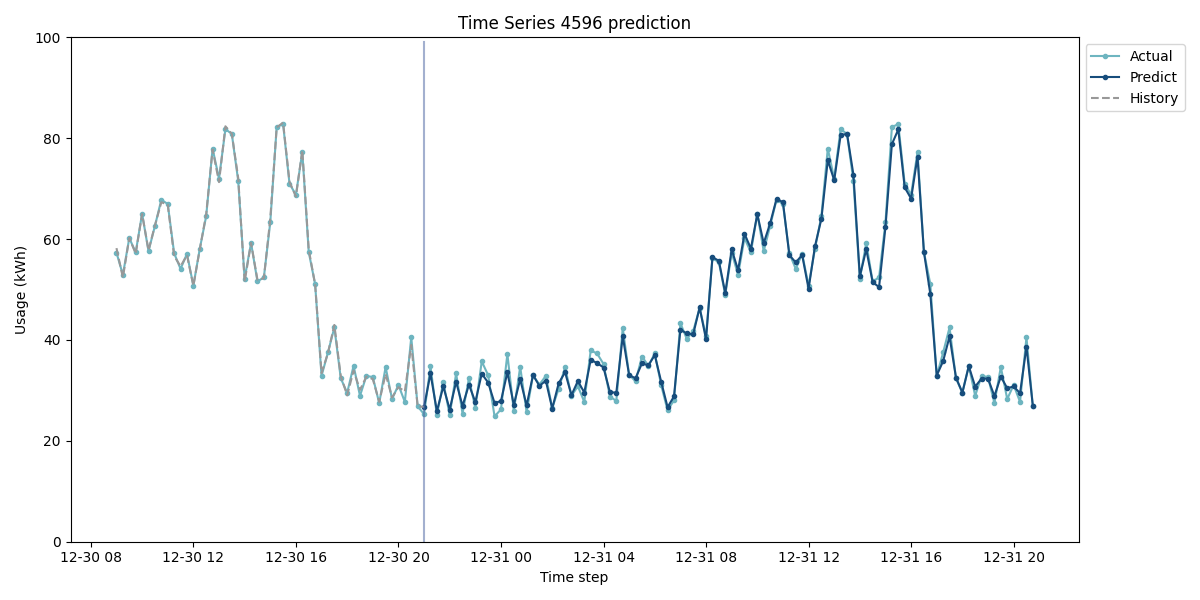 Time Series 4596 prediction
100
80
60
40
20
0
Usage (kWh)
12-30 08 12-30 12 12-30 16 12-30 20 12-31 00 12-31 04 12-31 08 12-31 12 12-31 16 12-31 20
Time step
Actual
Predict
History